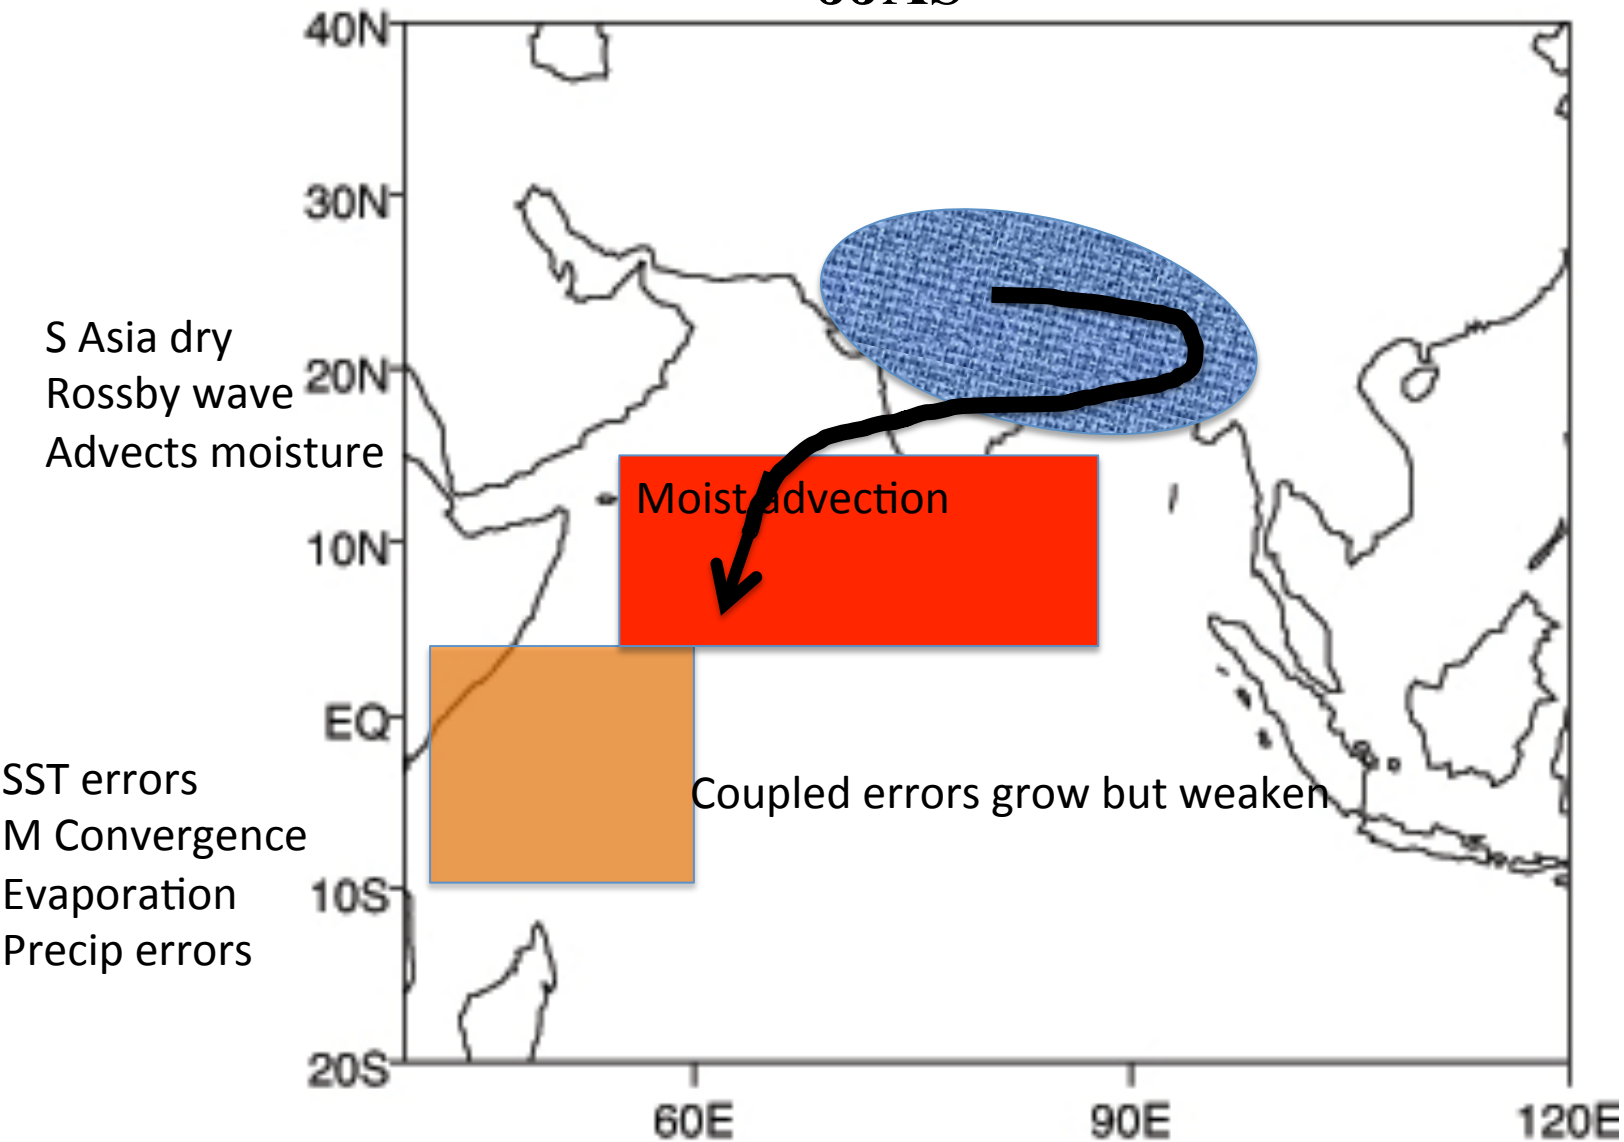 40N
30N
S Asia dry
20N
Rossby wave
Advects moisture
Moist advection
10N
EQ
SST errors
Coupled errors grow but weaken
M Convergence
Evaporation
10S
Precip errors
20S
60E
90E
120E